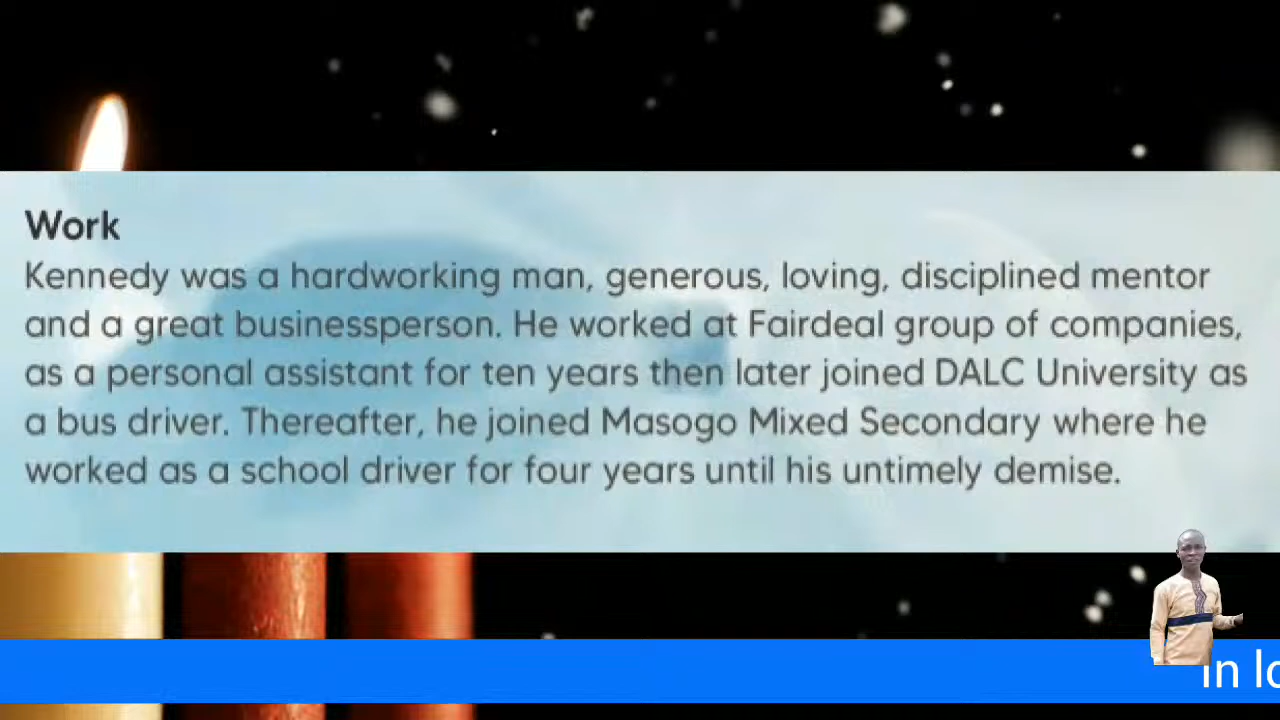 Work
Kennedy was a hardworking man, generous, loving, disciplined mentor
and a great businessperson. He worked at Fairdeal group of companies,
as a personal assistant for ten years then later joined DALC University as
a bus driver. Thereafter, he joined Masogo Mixed Secondary where he
worked as a school driver for four years until his untimely demise.
in